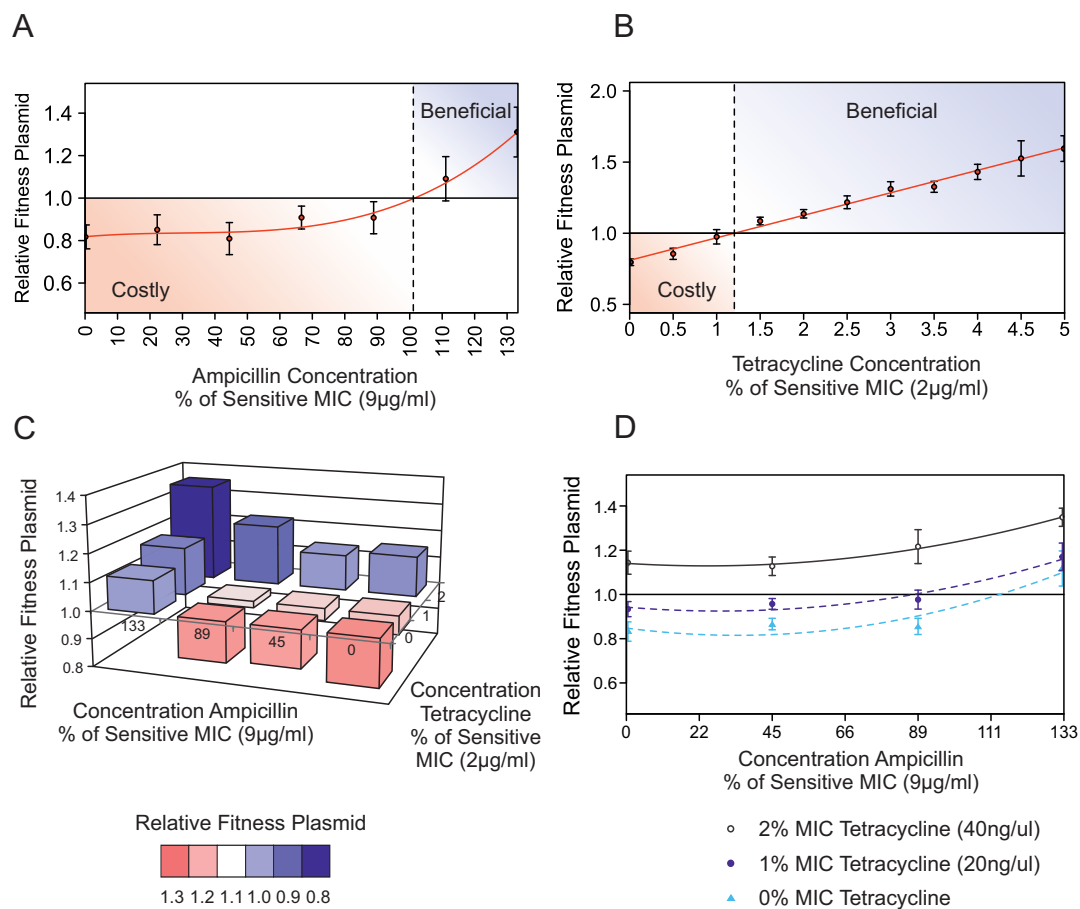 A
Relative Fitness Plasmid
1.4
1.2
1.0
0.8
0.6
Beneficial
Costly
0 10 20 30 40 50 60 70 80 90 100 110 120 130
Ampicillin Concentration
% of Sensitive MIC (9µg/ml)
B
Relative Fitness Plasmid
2.0
1.5
1.0
0.5
Beneficial
Costly
0 0.5 1 1.5 2 2.5 3 3.5 4 4.5 5
Tetracycline Concentration
% of Sensitive MIC (2µg/ml)
C
Relative Fitness Plasmid
1.4
1.3
1.2
1.1
1.0
0.9
0.8
133
89
45
0
2
1
0
Concentration Ampicillin
% of Sensitive MIC (9µg/ml)
Concentration
Tetracycline
% of Sensitive
MIC (2µg/ml)
Relative Fitness Plasmid
1.3 1.2 1.1 1.0 0.9 0.8
D
Relative Fitness Plasmid
1.4
1.2
1.0
0.8
0.6
0 22 45 66 89 111 133
Concentration Ampicillin
% of Sensitive MIC (9µg/ml)
2% MIC Tetracycline (40ng/ul)
1% MIC Tetracycline (20ng/ul)
0% MIC Tetracycline